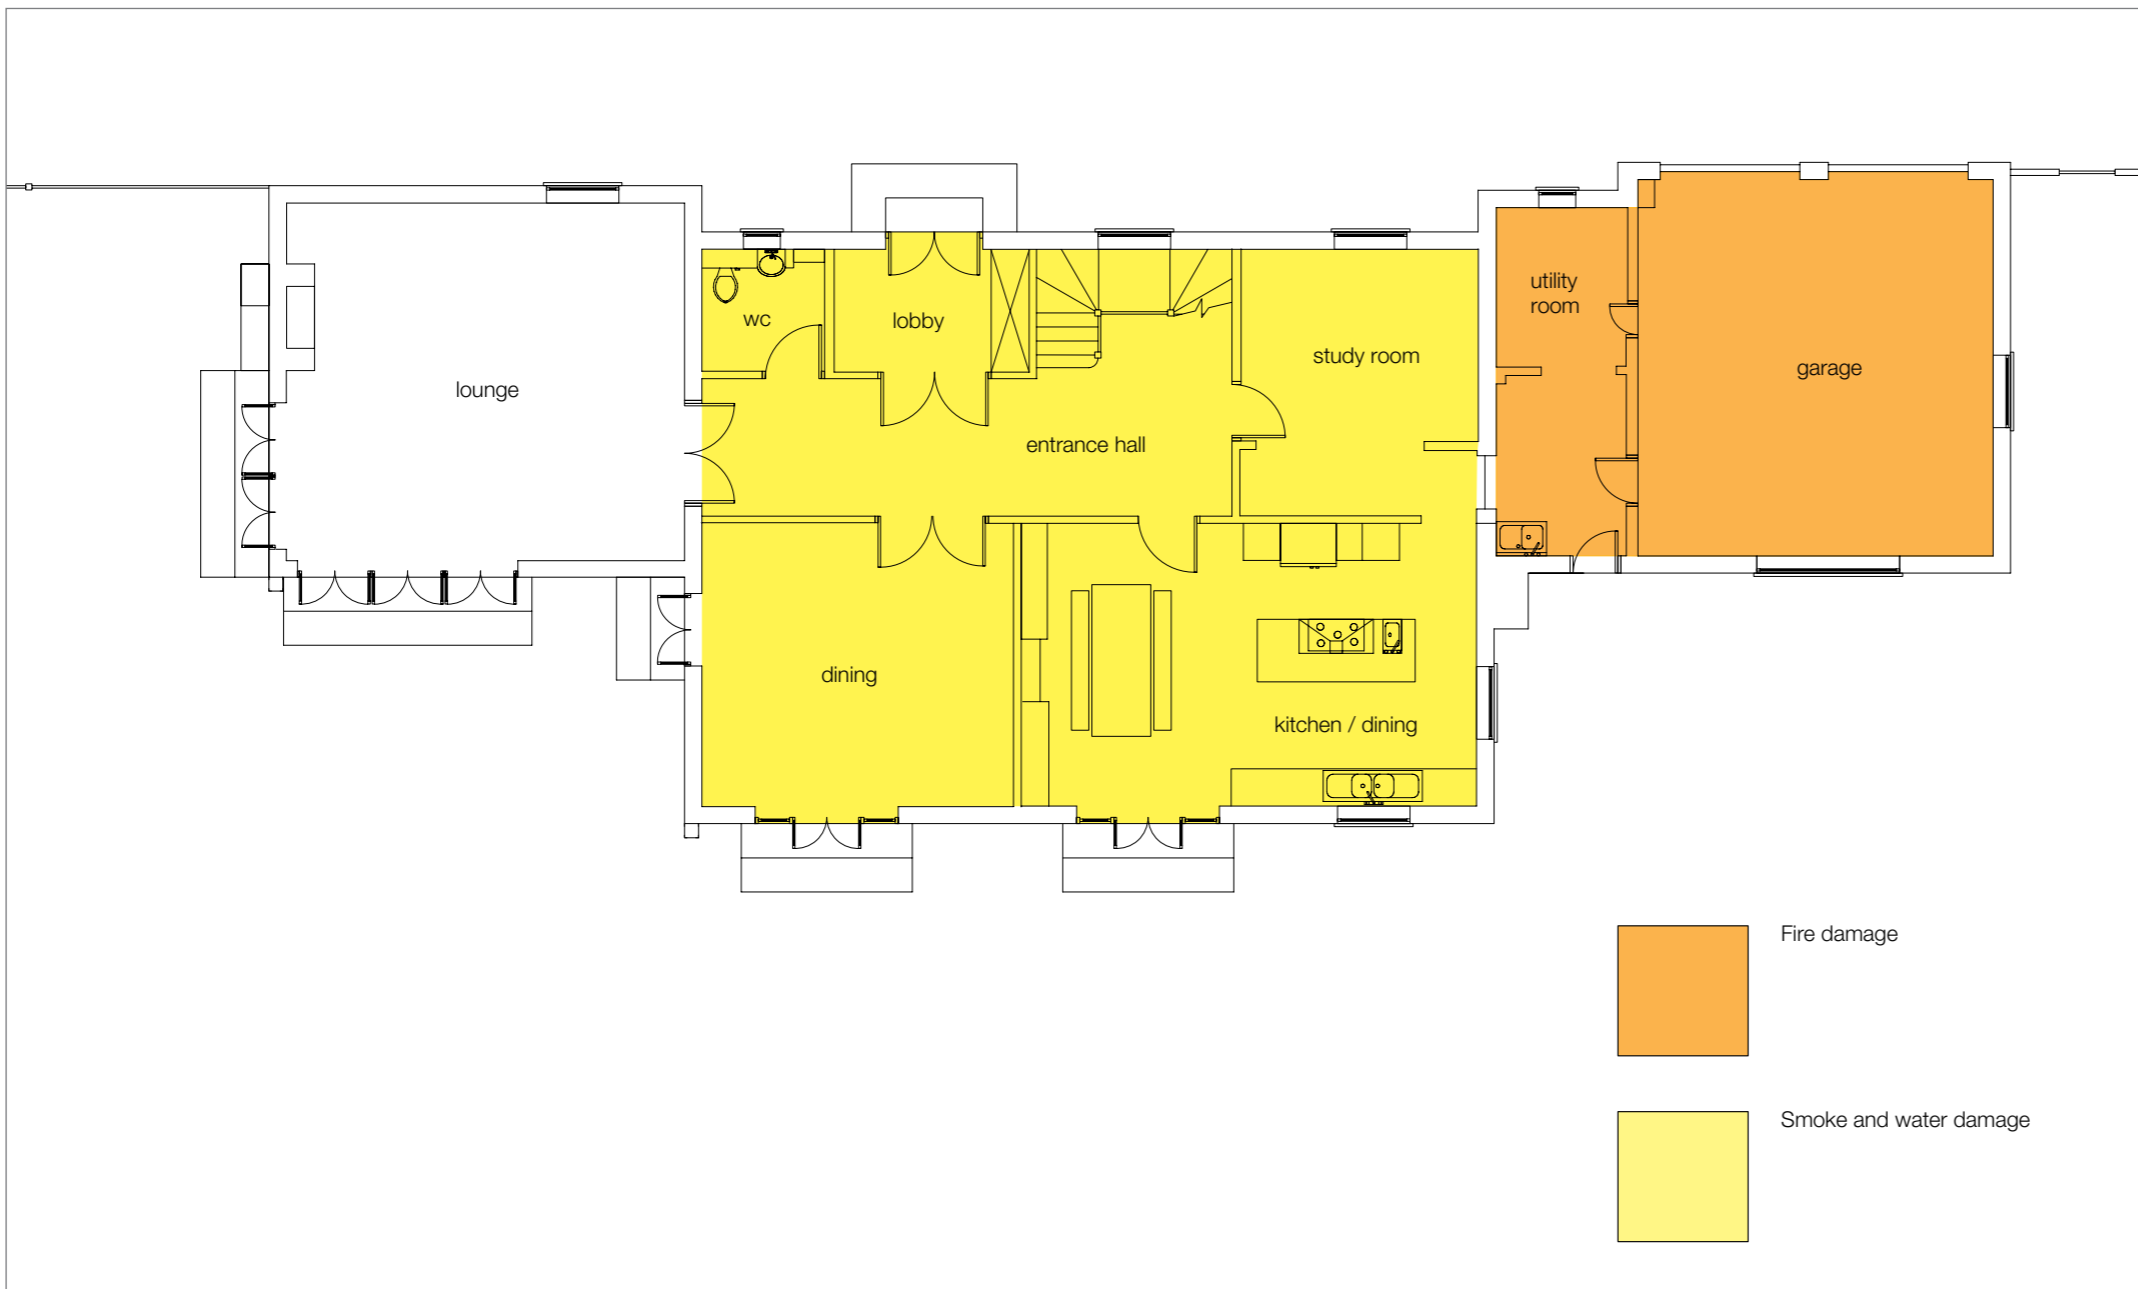 utility
room
wc
lobby
study room
garage
lounge
entrance hall
dining
kitchen / dining
Fire damage
Smoke and water damage